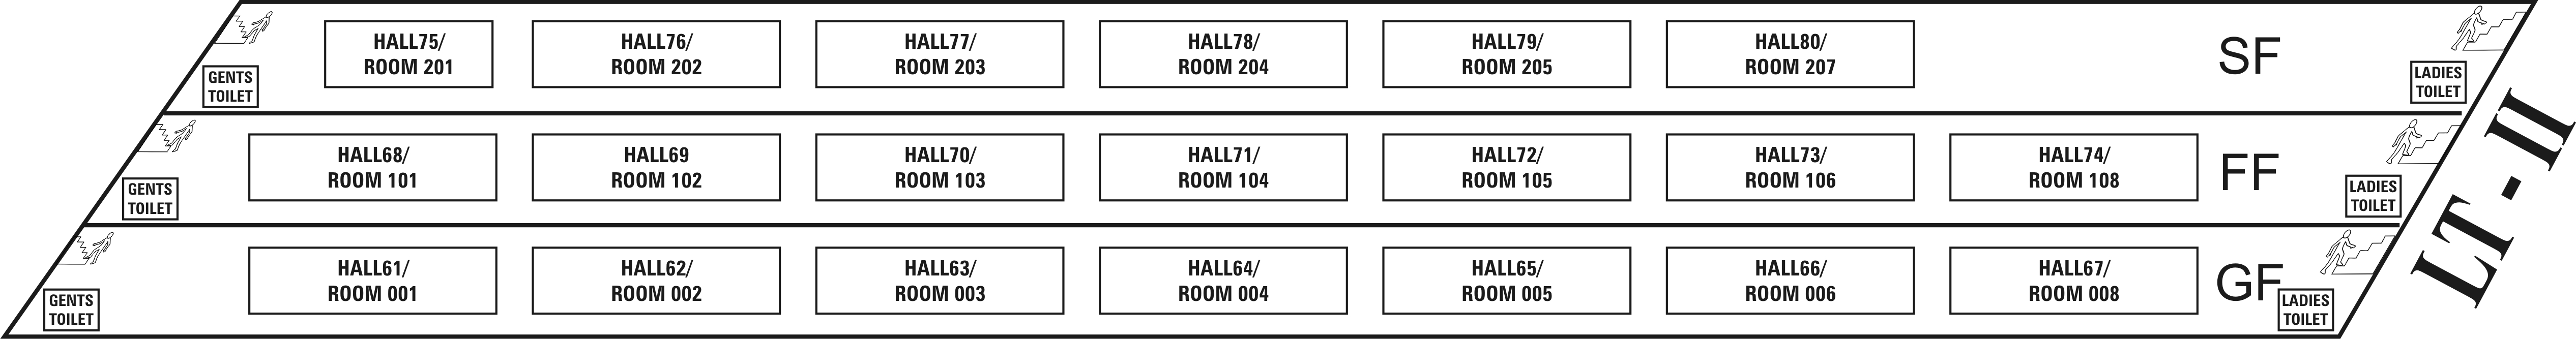 HALL75/
ROOM 201
HALL76/
ROOM 202
HALL77/
ROOM 203
HALL78/
ROOM 204
HALL79/
ROOM 205
HALL80/
ROOM 207
SF
GENTS
TOILET
LADIES
TOILET
HALL68/
ROOM 101
HALL69
ROOM 102
HALL70/
ROOM 103
HALL71/
ROOM 104
HALL72/
ROOM 105
HALL73/
ROOM 106
HALL74/
ROOM 108
FF
GENTS
TOILET
LADIES
TOILET
HALL61/
ROOM 001
HALL62/
ROOM 002
HALL63/
ROOM 003
HALL64/
ROOM 004
HALL65/
ROOM 005
HALL66/
ROOM 006
HALL67/
ROOM 008
GF
GENTS
TOILET
LADIES
TOILET
LT-II